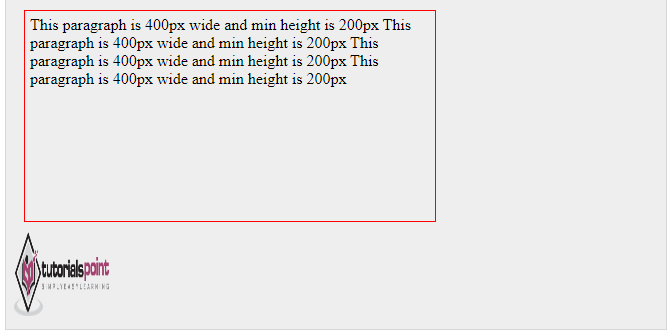 This paragraph is 400px wide and min height is 200px This
paragraph is 400px wide and min height is 200px This
paragraph is 400px wide and min height is 200px This
paragraph is 400px wide and min height is 200px
tutorialspoint
SIMPLYEASYLEARNING